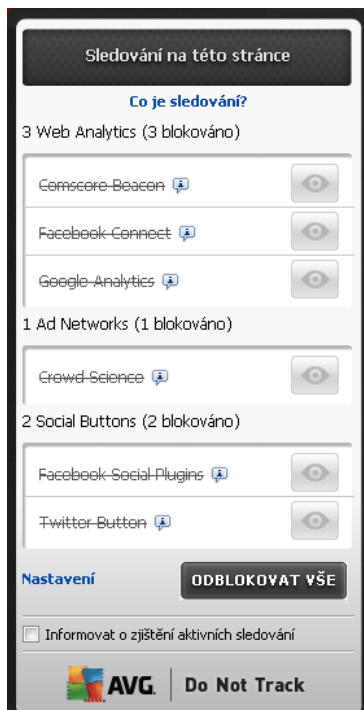 Sledování na této stránce
Co je sledování?
3 Web Analytics (3 blokováno)
Comscore Beacon
Facebook Connect
Google Analytics
1 Ad Networks (1 blokováno)
Crowd Science
2 Social Buttons (2 blokováno)
Facebook Social Plugins
Twitter Button
Nastavení ODBLOKOVAT VŠE
Informovat o zjištění aktivních sledování
AVG. Do Not Track